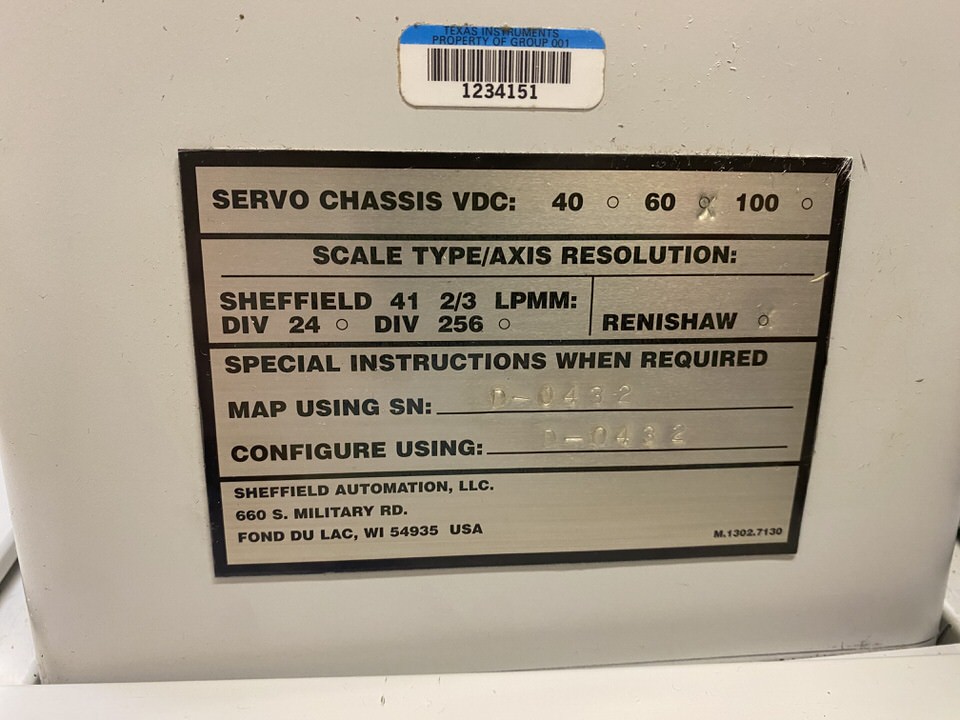 TEXAS INSTRUMENTS
PROPERTY OF GROUP 001
1234151
SERVO CHASSIS VDC: 40 ○ 60 ○ X 100 ○
SCALE TYPE/AXIS RESOLUTION:
SHEFFIELD 41 2/3 LPMM:
DIV 24 ○ DIV 256 ○
RENISHAW ○ X
SPECIAL INSTRUCTIONS WHEN REQUIRED
MAP USING SN: D-0432
CONFIGURE USING: D-0432
SHEFFIELD AUTOMATION, LLC.
660 S. MILITARY RD.
FOND DU LAC, WI 54935 USA
M.1302.7130